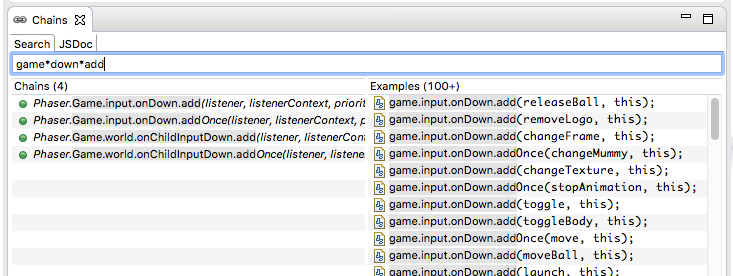 Chains
Search JSDoc
game*down*add
Chains (4)
Phaser.Game.input.onDown.add(listener, listenerContext, priorit
Phaser.Game.input.onDown.addOnce(listener, listenerContext, p
Phaser.Game.world.onChildInputDown.add(listener, listenerCont
Phaser.Game.world.onChildInputDown.addOnce(listener, listene
Examples (100+)
game.input.onDown.add(releaseBall, this);
game.input.onDown.add(removeLogo, this);
game.input.onDown.add(changeFrame, this);
game.input.onDown.addOnce(changeMummy, this);
game.input.onDown.add(changeTexture, this);
game.input.onDown.addOnce(stopAnimation, this);
game.input.onDown.add(toggle, this);
game.input.onDown.add(toggleBody, this);
game.input.onDown.addOnce(move, this);
game.input.onDown.add(moveBall, this);
game.input.onDown.add(launch, this);